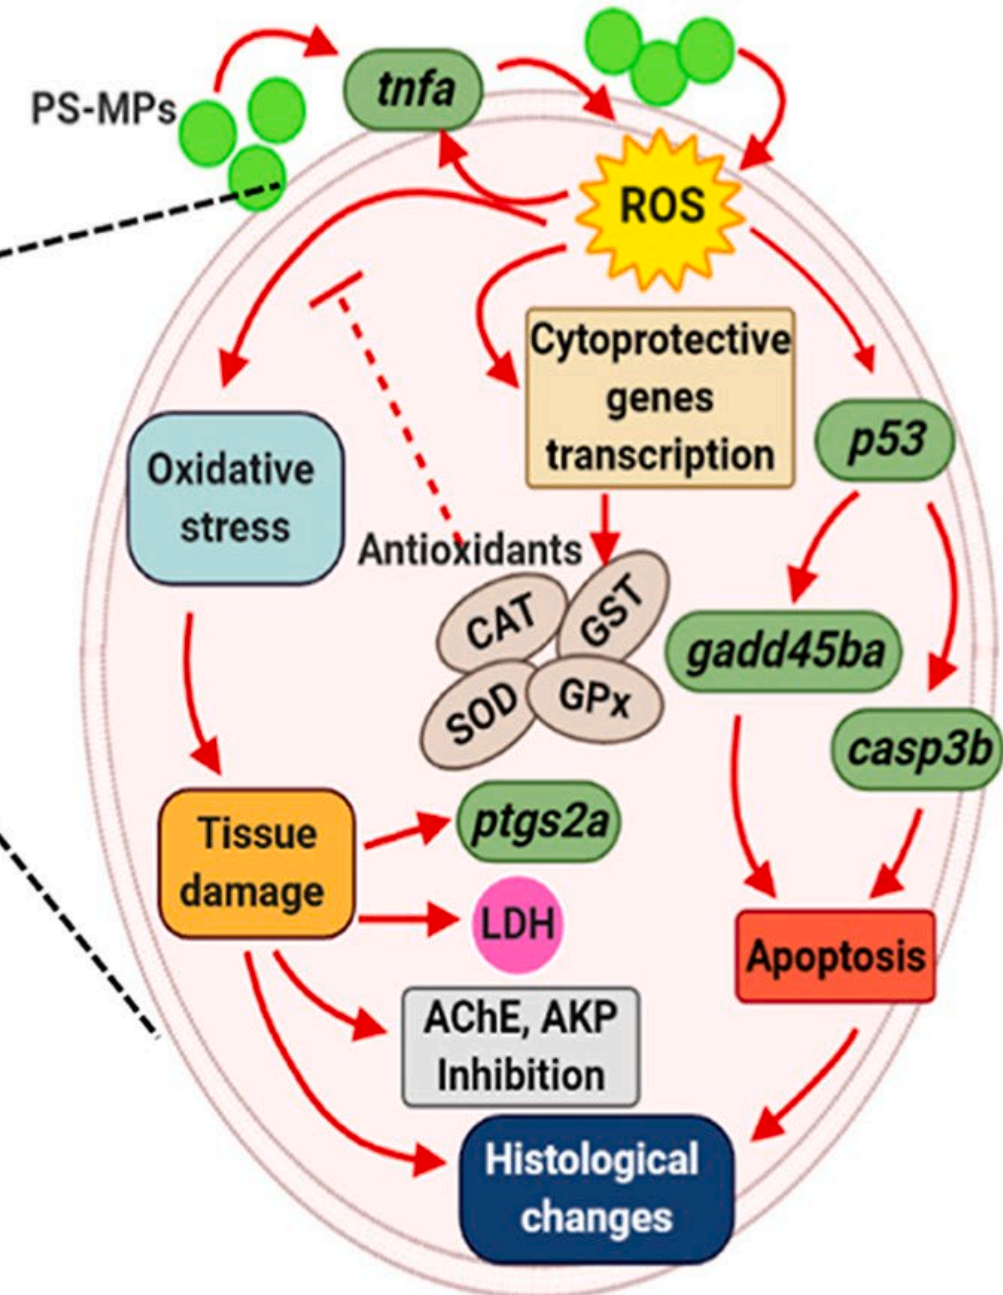 PS-MPs
tnfa
ROS
Cytoprotective
genes
transcription
p53
Oxidative
stress
Antioxidants
CAT
GST
SOD
GPx
gadd45ba
casp3b
Tissue
damage
ptgs2a
LDH
AChE, AKP
Inhibition
Apoptosis
Histological
changes